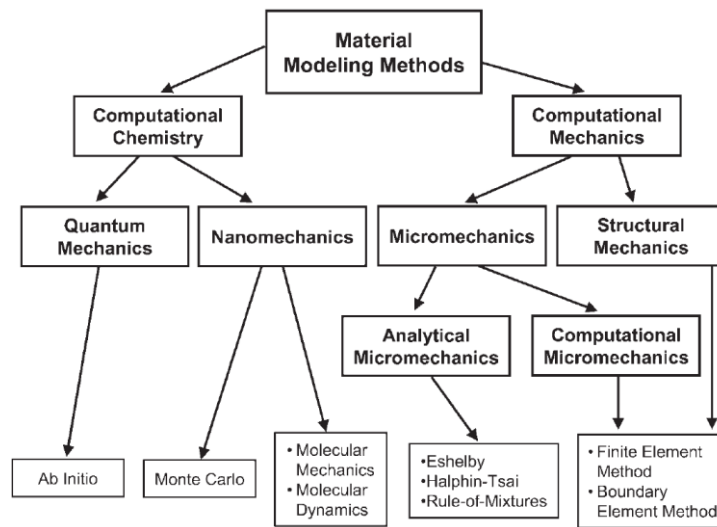 Material
Modeling Methods
Computational
Chemistry
Computational
Mechanics
Quantum
Mechanics
Nanomechanics
Micromechanics
Structural
Mechanics
Analytical
Micromechanics
Computational
Micromechanics
Ab Initio
Monte Carlo
• Molecular
Mechanics
• Molecular
Dynamics
•Eshelby
•Halphin-Tsai
•Rule-of-Mixtures
• Finite Element
Method
• Boundary
Element Method